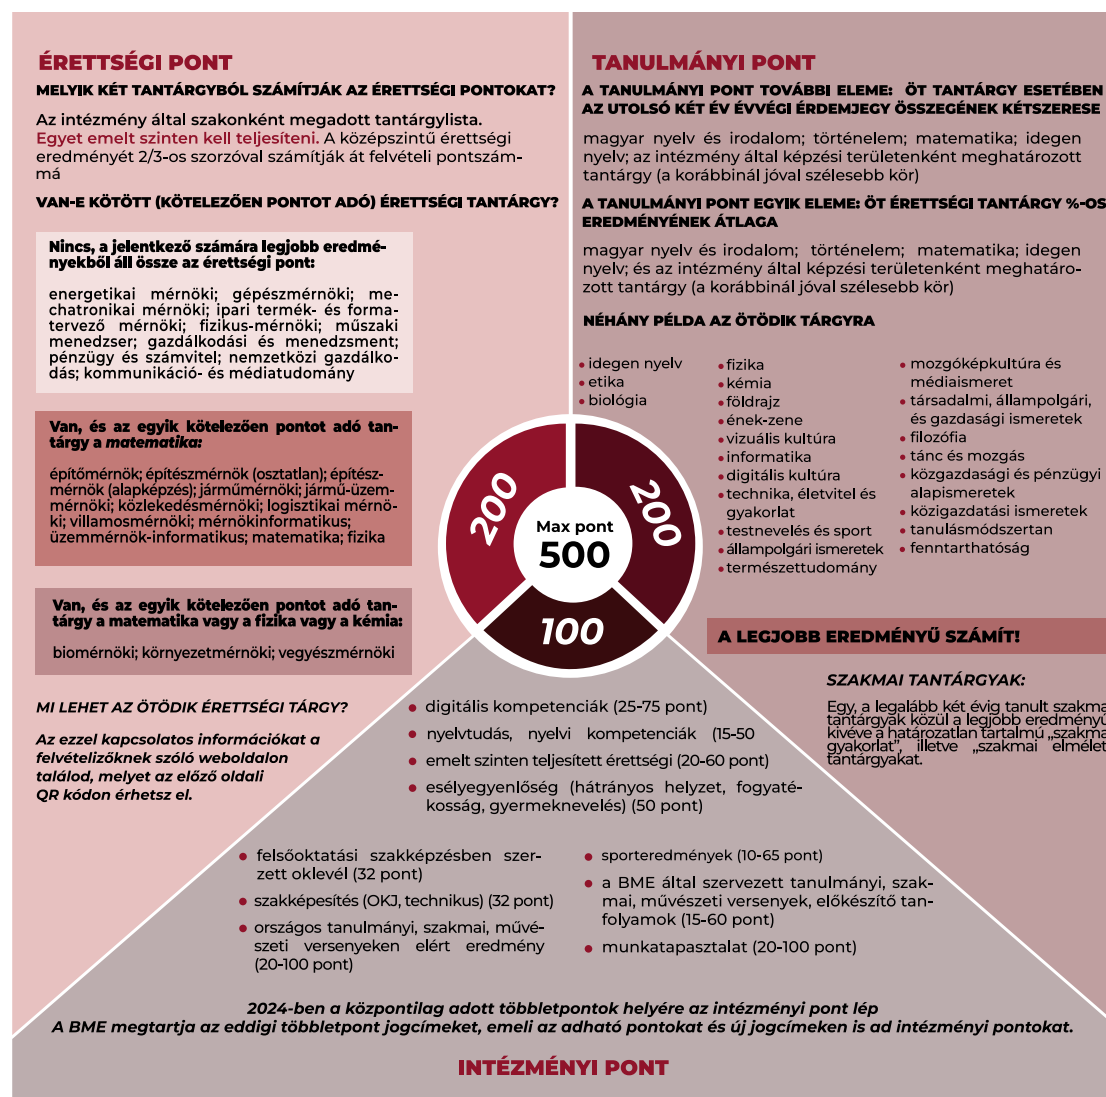 ÉRETTSÉGI PONT
MELYIK KÉT TANTÁRGYBÓL SZÁMÍTJÁK AZ ÉRETTSÉGI PONTOKAT?
Az intézmény által szakonként megadott tantárgylista.
Egyet emelt szinten kell teljesíteni. A középszintű érettségi
eredményét 2/3-os szorzóval számítják át felvételi pontszám-
má
VAN-E KÖTÖTT (KÖTELEZŐEN PONTOT ADÓ) ÉRETTSÉGI TANTÁRGY?
Nincs, a jelentkező számára legjobb eredmé-
nyekből áll össze az érettségi pont:
energetikai mérnöki; gépészmérnöki; me-
chatronikai mérnöki; ipari termék- és forma-
tervező mérnöki; fizikus-mérnöki; műszaki
menedzser; gazdálkodási és menedzsment;
pénzügy és számvitel; nemzetközi gazdálko-
dás; kommunikáció- és médiatudomány
Van, és az egyik kötelezően pontot adó tan-
tárgy a matematika:
építőmérnök; építészmérnök (osztatlan); építész-
mérnök (alapképzés); járműmérnöki; jármű-üzem-
mérnöki; közlekedésmérnöki; logisztikai mérnö-
ki; villamosmérnöki; mérnökinformatikus;
üzemmérnök-informatikus; matematika; fizika
Van, és az egyik kötelezően pontot adó tan-
tárgy a matematika vagy a fizika vagy a kémia:
biomérnöki; környezetmérnöki; vegyészmérnöki
MI LEHET AZ ÖTÖDIK ÉRETTSÉGI TÁRGY?
Az ezzel kapcsolatos információkat a
felvételizőknek szóló weboldalon
találod, melyet az előző oldali
QR kódon érhetsz el.
TANULMÁNYI PONT
A TANULMÁNYI PONT TOVÁBBI ELEME: ÖT TANTÁRGY ESETÉBEN
AZ UTOLSÓ KÉT ÉV ÉVVÉGI ÉRDEMJEGY ÖSSZEGÉNEK KÉTSZERESE
magyar nyelv és irodalom; történelem; matematika; idegen
nyelv; az intézmény által képzési területenként meghatározott
tantárgy (a korábbinál jóval szélesebb kör)
A TANULMÁNYI PONT EGYIK ELEME: ÖT ÉRETTSÉGI TANTÁRGY %-OS
EREDMÉNYÉNEK ÁTLAGA
magyar nyelv és irodalom; történelem; matematika; idegen
nyelv; és az intézmény által képzési területenként meghatáro-
zott tantárgy (a korábbinál jóval szélesebb kör)
NÉHÁNY PÉLDA AZ ÖTÖDIK TÁRGYRA
• idegen nyelv
• etika
• biológia
• fizika
• kémia
• földrajz
• ének-zene
• vizuális kultúra
• informatika
• digitális kultúra
• technika, életvitel és
gyakorlat
• testnevelés és sport
• állampolgári ismeretek
• természettudomány
• mozgóképkultúra és
médiaismeret
• társadalmi, állampolgári,
és gazdasági ismeretek
• filozófia
• tánc és mozgás
• közgazdasági és pénzügyi
alapismeretek
• közigazdatási ismeretek
• tanulásmódszertan
• fenntarthatóság
200
200
Max pont
500
100
A LEGJOBB EREDMÉNYŰ SZÁMÍT!
SZAKMAI TANTÁRGYAK:
Egy, a legalább két évig tanult szakmai
tantárgyak közül a legjobb eredményű
kivéve a határozatlan tartalmú „szakmai
gyakorlat”, illetve „szakmai elmélet
tantárgyakat.
• digitális kompetenciák (25-75 pont)
• nyelvtudás, nyelvi kompetenciák (15-50
• emelt szinten teljesített érettségi (20-60 pont)
• esélyegyenlőség (hátrányos helyzet, fogyaté-
kosság, gyermeknevelés) (50 pont)
• felsőoktatási szakképzésben szer-
zett oklevél (32 pont)
• szakképesítés (OKJ, technikus) (32 pont)
• országos tanulmányi, szakmai, művé-
szeti versenyeken elért eredmény
(20-100 pont)
• sporteredmények (10-65 pont)
• a BME által szervezett tanulmányi, szak-
mai, művészeti versenyek, előkészítő tan-
folyamok (15-60 pont)
• munkatapasztalat (20-100 pont)
2024-ben a központilag adott többletpontok helyére az intézményi pont lép
A BME megtartja az eddigi többletpont jogcímeket, emeli az adható pontokat és új jogcímeken is ad intézményi pontokat.
INTÉZMÉNYI PONT